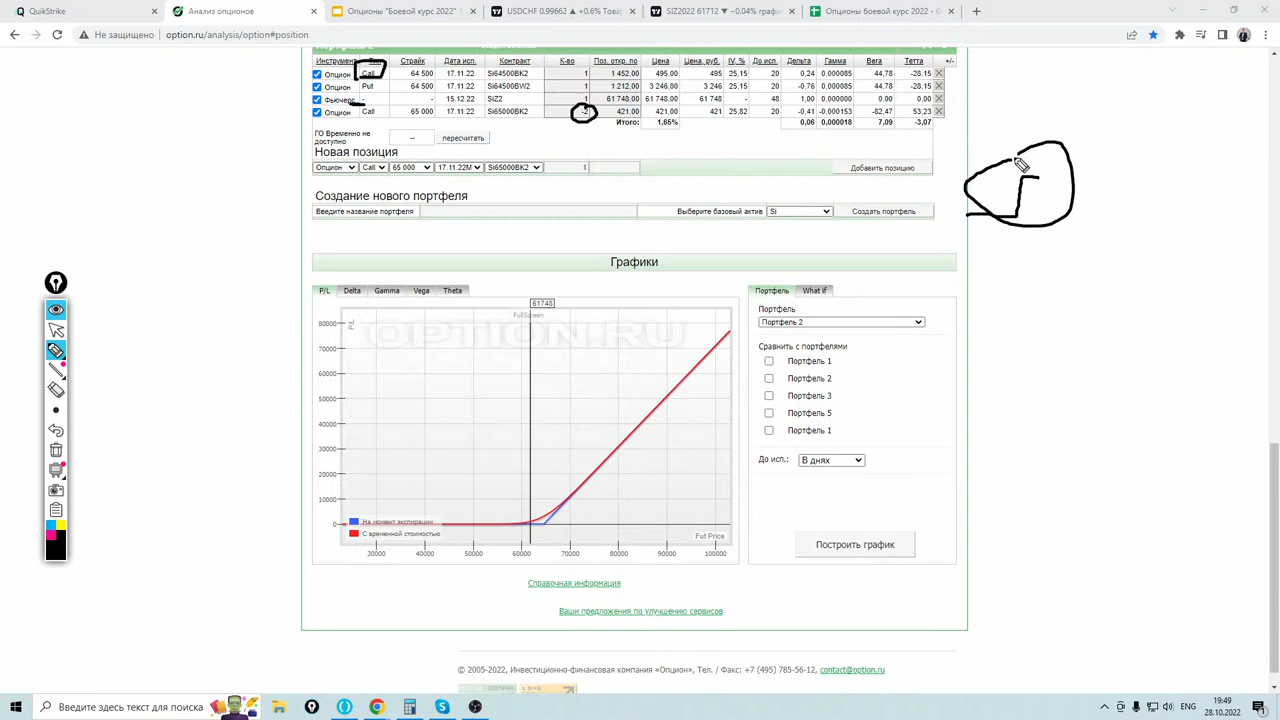 QuikStrike
Анализ опционов
Опционы "Боевой курс 2022"
USDCHF 0.99662 ▲ +0.6% Това
SIZ2022 61712 ▼ −0.04% График
Опционы боевой курс 2022 - G
Не защищено
option.ru/analysis/option#position
Инструмент Страйк Дата исп. Контракт К-во Поз. откр. по Цена Цена, руб. IV, % До исп. Дельта Гамма Вега Тетта +/-
Опцион Call 64 500 17.11.22 Si64500BK2 1 1 452,00 495 495 25,15 20 0,24 0,000085 44,78 -28,15
Опцион Put 64 500 17.11.22 Si64500BW2 1 1 212,00 3 246,00 3 246 25,15 20 -0,76 0,000085 44,78 -28,15
Фьючерс - - 15.12.22 SiZ2 1 61 748,00 61 748,00 61 748 - 48 1,00 0,00 0,00 0,00
Опцион Call 65 000 17.11.22 Si65000BK2 -2 421,00 421,00 421 25,82 20 -0,41 -0,000153 -82,47 53,23
Итого: 1,65% 0,06 0,000018 7,09 -3,07
ГО Временно не доступно -- пересчитать
Новая позиция
Опцион Call 65 000 17.11.22M Si65000BK2 1 Добавить позицию
Создание нового портфеля
Введите название портфеля Выберите базовый актив Si Создать портфель
Графики
P/L Delta Gamma Vega Theta
Портфель What if
61748
FullScreen
OPTION.RU
P/L
80000
70000
60000
50000
40000
30000
20000
10000
0
На момент экспирации
С временной стоимостью
Fut Price
30000 40000 50000 60000 70000 80000 90000 100000
Портфель
Портфель 2
Сравнить с портфелями
Портфель 1
Портфель 2
Портфель 3
Портфель 5
Портфель 1
До исп.: В днях
Построить график
Справочная информация
Ваши предложения по улучшению сервисов
© 2005-2022, Инвестиционно-финансовая компания «Опцион», Тел. / Факс: +7 (495) 785-56-12, contact@option.ru
Введите здесь текст для поиска
ENG
19:49
28.10.2022